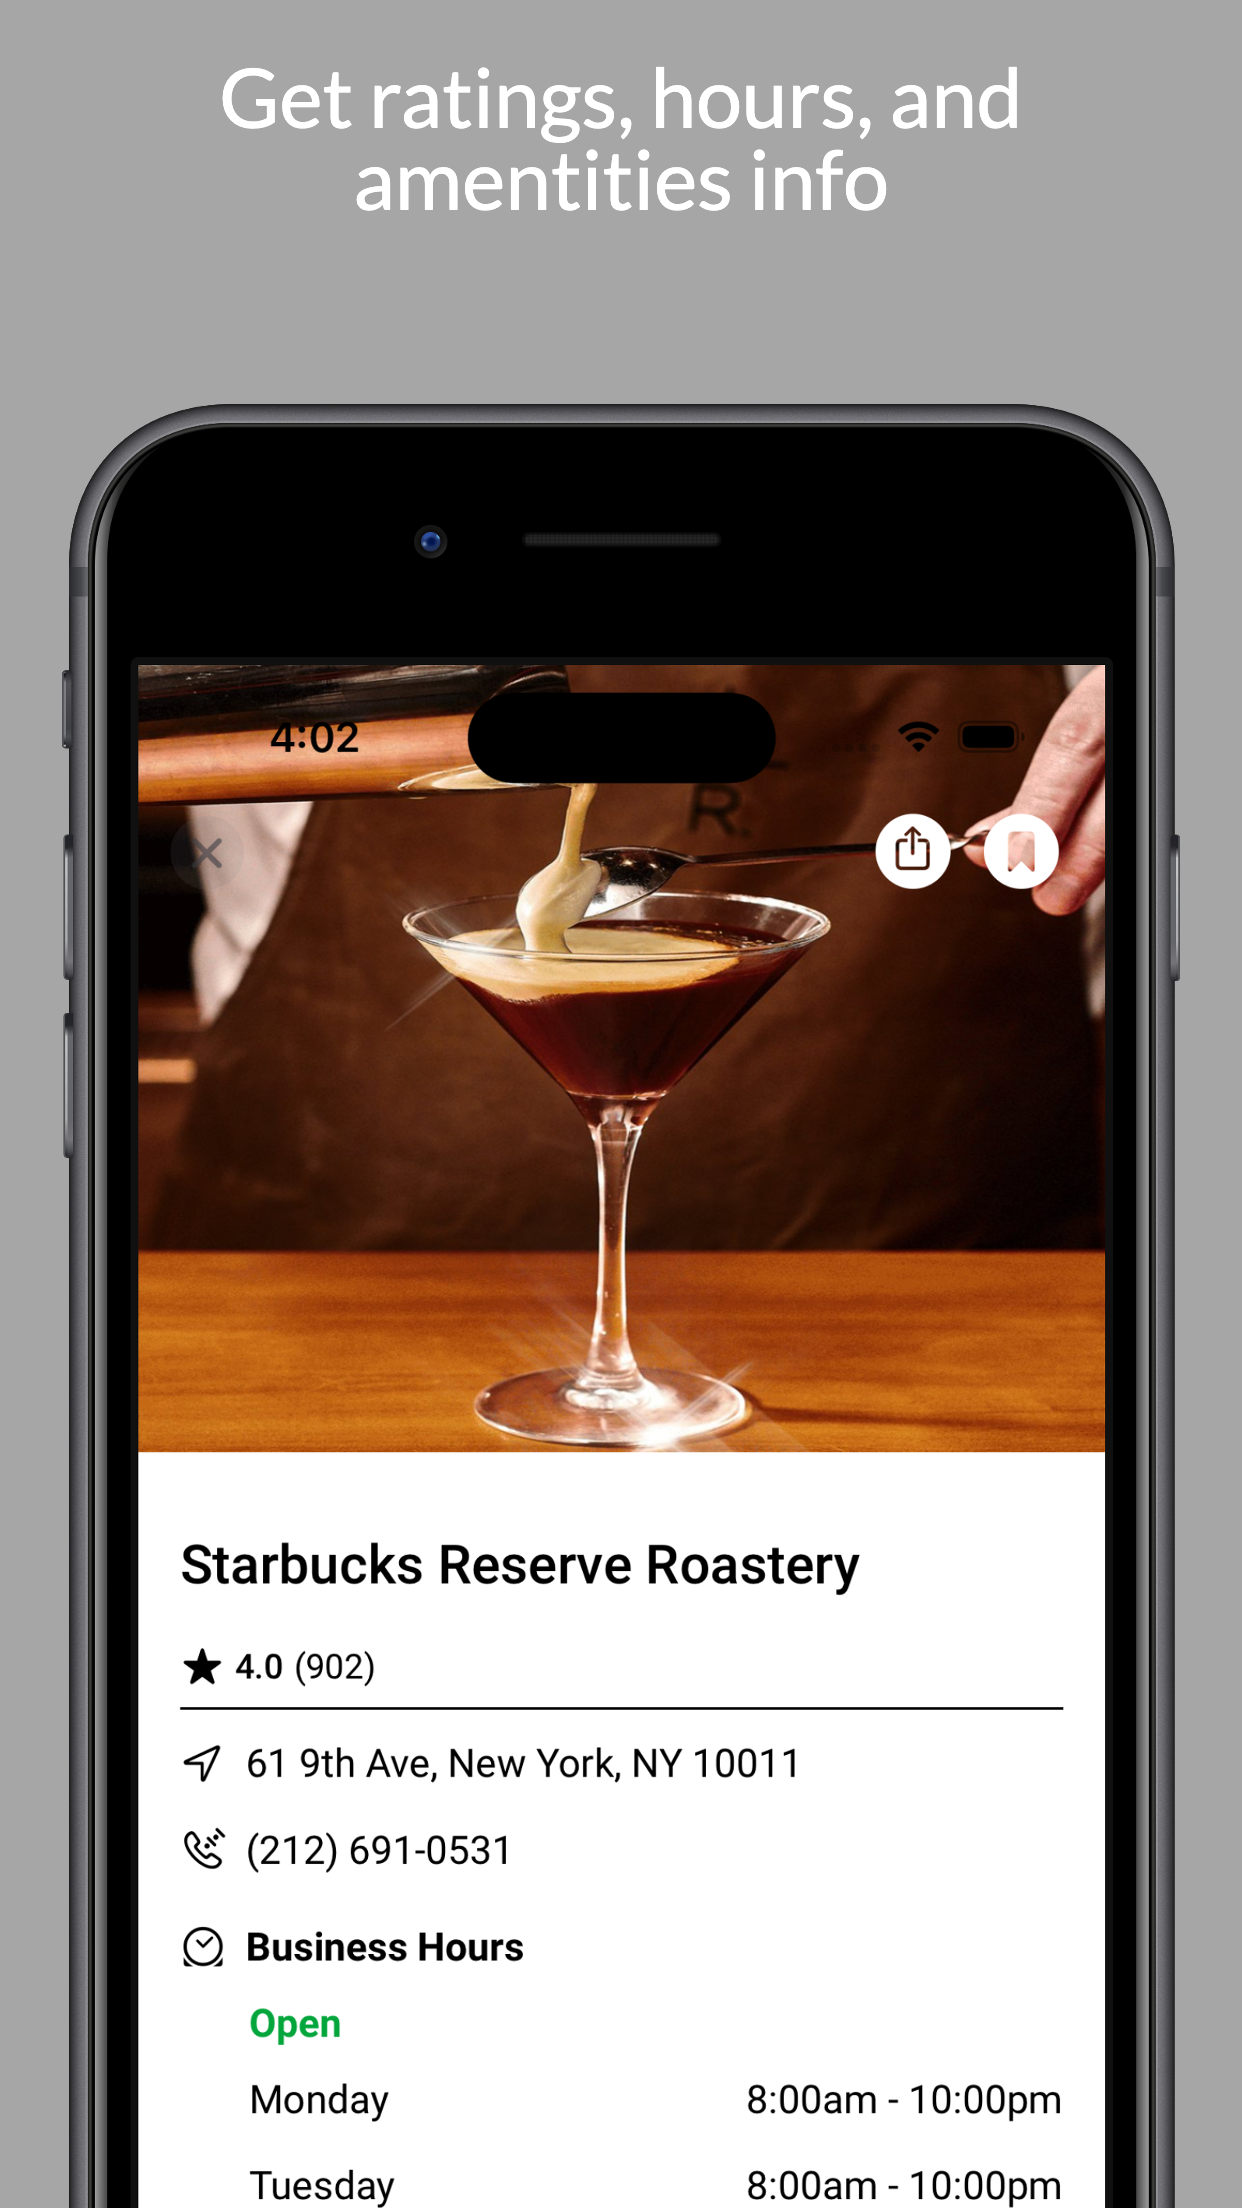 Get ratings, hours, and
amentities info
4:02
R.
Starbucks Reserve Roastery
4.0 (902)
61 9th Ave, New York, NY 10011
(212) 691-0531
Business Hours
Open
Monday 8:00am - 10:00pm
Tuesday 8:00am - 10:00pm